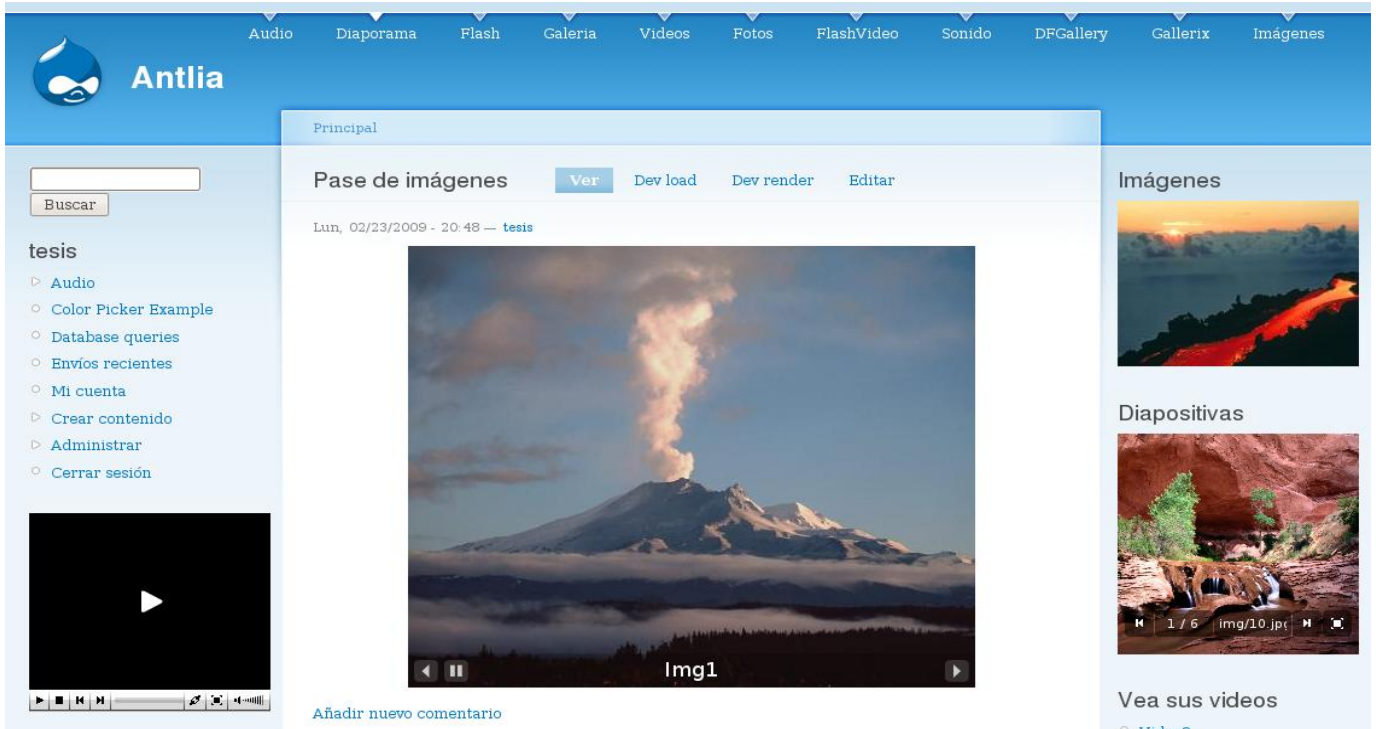 Audio Diaporama Flash Galeria Videos Fotos FlashVideo Sonido DFGallery Gallerix Imágenes
Antlia
Principal
Buscar
tesis
Audio
Color Picker Example
Database queries
Envíos recientes
Mi cuenta
Crear contenido
Administrar
Cerrar sesión
Pase de imágenes Ver Dev load Dev render Editar
Lun, 02/23/2009 - 20:48 — tesis
Img1
Añadir nuevo comentario
Imágenes
Diapositivas
1 / 6 img/10.jpg
Vea sus videos